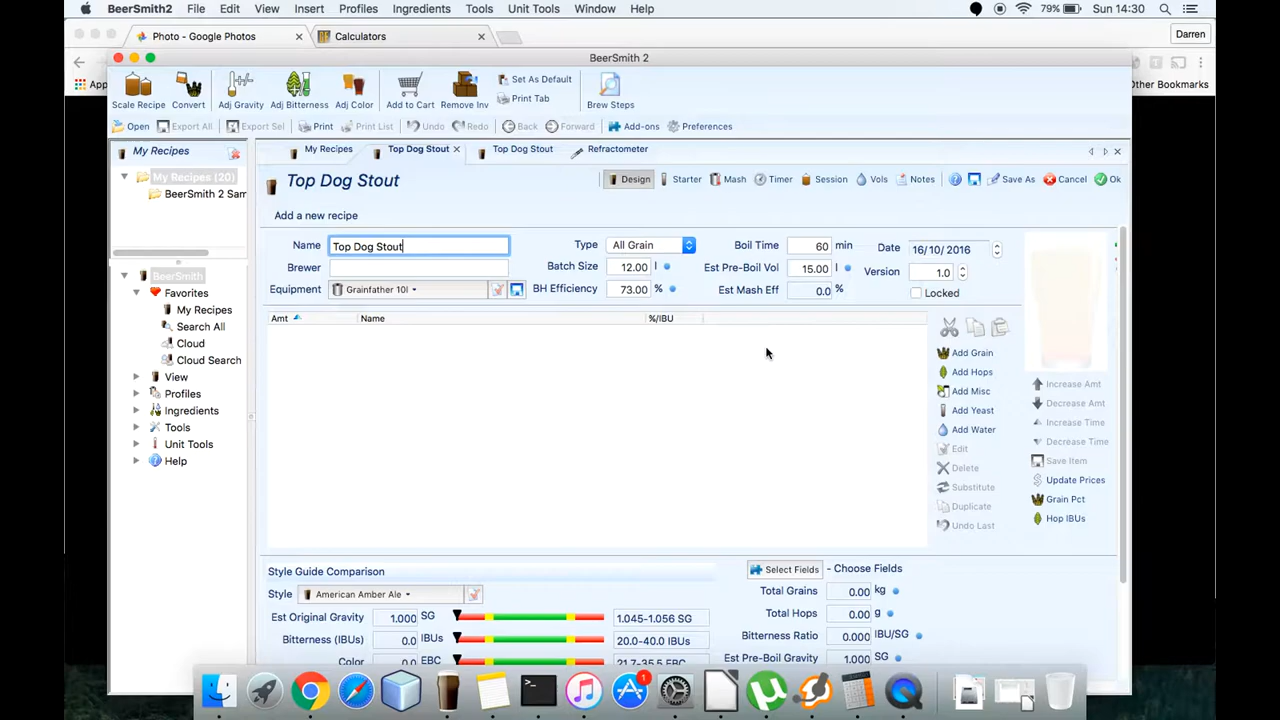 BeerSmith2 File Edit View Insert Profiles Ingredients Tools Unit Tools Window Help 79% Sun 14:30
Photo - Google Photos Calculators Darren
App Other Bookmarks
BeerSmith 2
Scale Recipe Convert Adj Gravity Adj Bitterness Adj Color Add to Cart Remove Inv Set As Default Print Tab Brew Steps
Open Export All Export Sel Print Print List Undo Redo Back Forward Add-ons Preferences
My Recipes
My Recipes (20)
BeerSmith 2 Sam
BeerSmith
Favorites
My Recipes
Search All
Cloud
Cloud Search
View
Profiles
Ingredients
Tools
Unit Tools
Help
My Recipes Top Dog Stout Top Dog Stout Refractometer
Top Dog Stout Design Starter Mash Timer Session Vols Notes Save As Cancel Ok
Add a new recipe
Name Top Dog Stout Type All Grain Boil Time 60 min Date 16/10/2016
Brewer Batch Size 12.00 l Est Pre-Boil Vol 15.00 l Version 1.0
Equipment Grainfather 10l BH Efficiency 73.00 % Est Mash Eff 0.0 % Locked
Amt Name %/IBU
Add Grain
Add Hops
Add Misc
Add Yeast
Add Water
Edit
Delete
Substitute
Duplicate
Undo Last
Increase Amt
Decrease Amt
Increase Time
Decrease Time
Save Item
Update Prices
Grain Pct
Hop IBUs
Style Guide Comparison Select Fields - Choose Fields
Style American Amber Ale Total Grains 0.00 kg
Est Original Gravity 1.000 SG 1.045-1.056 SG Total Hops 0.00 g
Bitterness (IBUs) 0.0 IBUs 20.0-40.0 IBUs Bitterness Ratio 0.000 IBU/SG
Color 0.0 EBC 21.7-35.5 EBC Est Pre-Boil Gravity 1.000 SG
1